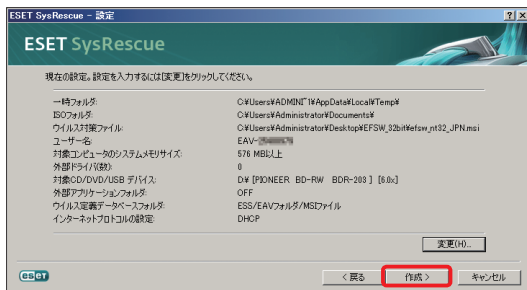 ESET SysRescue - 設定
ESET SysRescue
現在の設定。設定を入力するには[変更]をクリックしてください。
一時フォルダ: C:¥Users¥ADMINI~1¥AppData¥Local¥Temp¥
ISOフォルダ: C:¥Users¥Administrator¥Documents¥
ウイルス対策ファイル: C:¥Users¥Administrator¥Desktop¥EFSW_32bit¥efsw_nt32_JPN.msi
ユーザー名: EAV-
対象コンピュータのシステムメモリサイズ: 576 MB以上
外部ドライバ(数): 0
対象CD/DVD/USB デバイス: D:¥ [PIONEER BD-RW BDR-203 ] [6.0x]
外部アプリケーションフォルダ: OFF
ウイルス定義データベースフォルダ: ESS/EAVフォルダ/MSIファイル
インターネットプロトコルの設定: DHCP
変更(H)...
eset
< 戻る 作成 > キャンセル